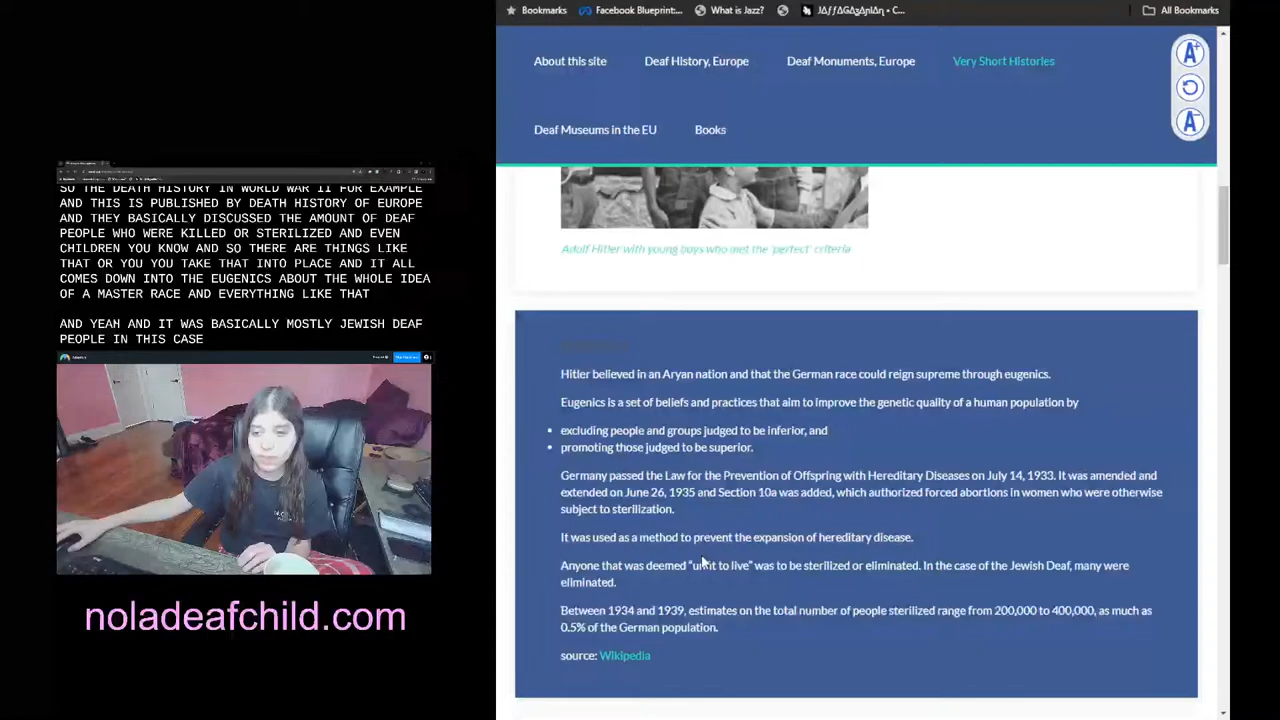 Bookmarks
Facebook Blueprint:...
What is Jazz?
All Bookmarks
About this site
Deaf History, Europe
Deaf Monuments, Europe
Very Short Histories
Deaf Museums in the EU
Books
A+
A-
SO THE DEATH HISTORY IN WORLD WAR II FOR EXAMPLE
AND THIS IS PUBLISHED BY DEATH HISTORY OF EUROPE
AND THEY BASICALLY DISCUSSED THE AMOUNT OF DEAF
PEOPLE WHO WERE KILLED OR STERILIZED AND EVEN
CHILDREN YOU KNOW AND SO THERE ARE THINGS LIKE
THAT OR YOU YOU TAKE THAT INTO PLACE AND IT ALL
COMES DOWN INTO THE EUGENICS ABOUT THE WHOLE IDEA
OF A MASTER RACE AND EVERYTHING LIKE THAT
AND YEAH AND IT WAS BASICALLY MOSTLY JEWISH DEAF
PEOPLE IN THIS CASE
noladeafchild.com
Adolf Hitler with young boys who met the 'perfect' criteria
Hitler believed in an Aryan nation and that the German race could reign supreme through eugenics.
Eugenics is a set of beliefs and practices that aim to improve the genetic quality of a human population by
• excluding people and groups judged to be inferior, and
• promoting those judged to be superior.
Germany passed the Law for the Prevention of Offspring with Hereditary Diseases on July 14, 1933. It was amended and
extended on June 26, 1935 and Section 10a was added, which authorized forced abortions in women who were otherwise
subject to sterilization.
It was used as a method to prevent the expansion of hereditary disease.
Anyone that was deemed "unfit to live" was to be sterilized or eliminated. In the case of the Jewish Deaf, many were
eliminated.
Between 1934 and 1939, estimates on the total number of people sterilized range from 200,000 to 400,000, as much as
0.5% of the German population.
source: Wikipedia